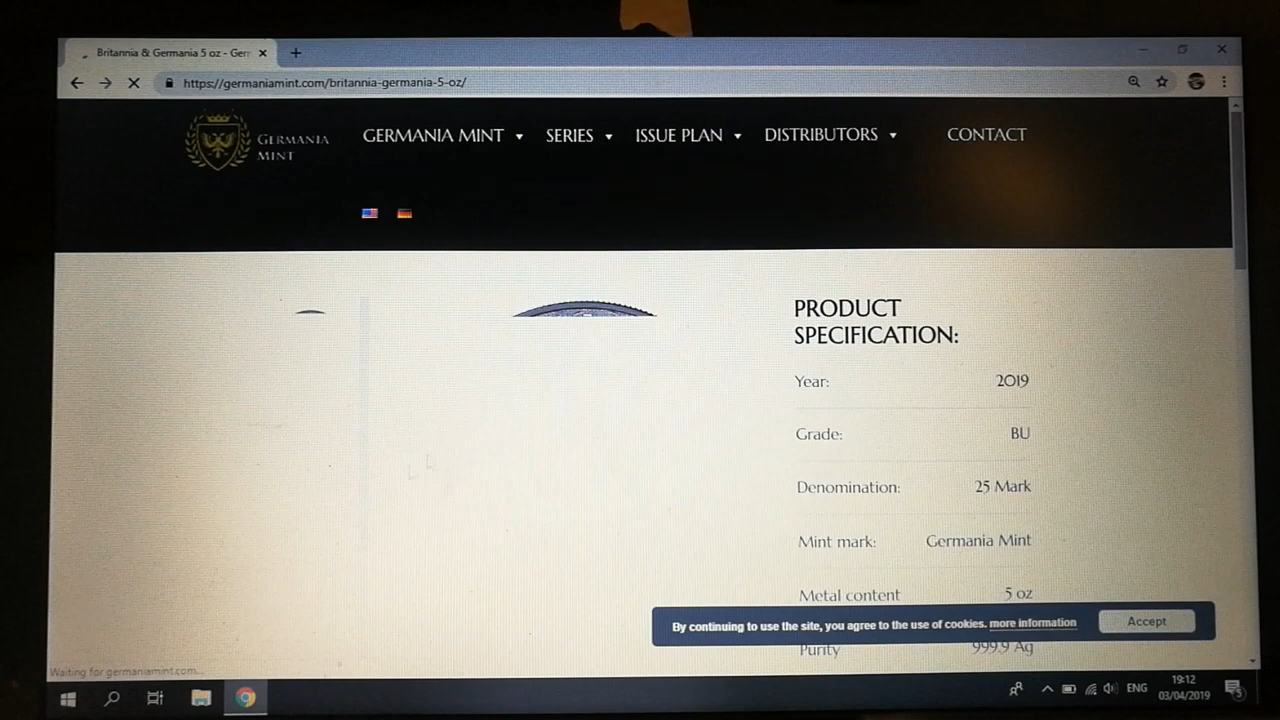 Britannia & Germania 5 oz - Ger
https://germaniamint.com/britannia-germania-5-oz/
GERMANIA MINT
GERMANIA MINT SERIES ISSUE PLAN DISTRIBUTORS CONTACT
PRODUCT
SPECIFICATION:
Year: 2019
Grade: BU
Denomination: 25 Mark
Mint mark: Germania Mint
Metal content 5 oz
By continuing to use the site, you agree to the use of cookies. more information Accept
Purity 999.9 Ag
Waiting for germaniamint.com...
ENG
19:12
03/04/2019
5